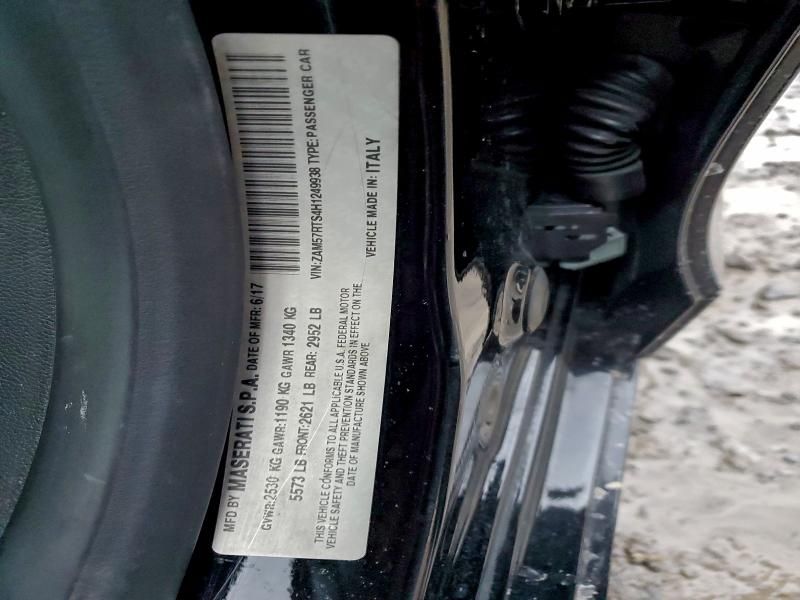 MFD BY MASERATI S.P.A. DATE OF MFR: 6/17
GVWR:2530 KG GAWR:1190 KG GAWR 1340 KG
5573 LB FRONT:2621 LB REAR: 2952 LB
VIN:ZAM57RTS4H1249938 TYPE:PASSENGER CAR
THIS VEHICLE CONFORMS TO ALL APPLICABLE U.S.A. FEDERAL MOTOR
VEHICLE SAFETY AND THEFT PREVENTION STANDARDS IN EFFECT ON THE
DATE OF MANUFACTURE SHOWN ABOVE
VEHICLE MADE IN: ITALY